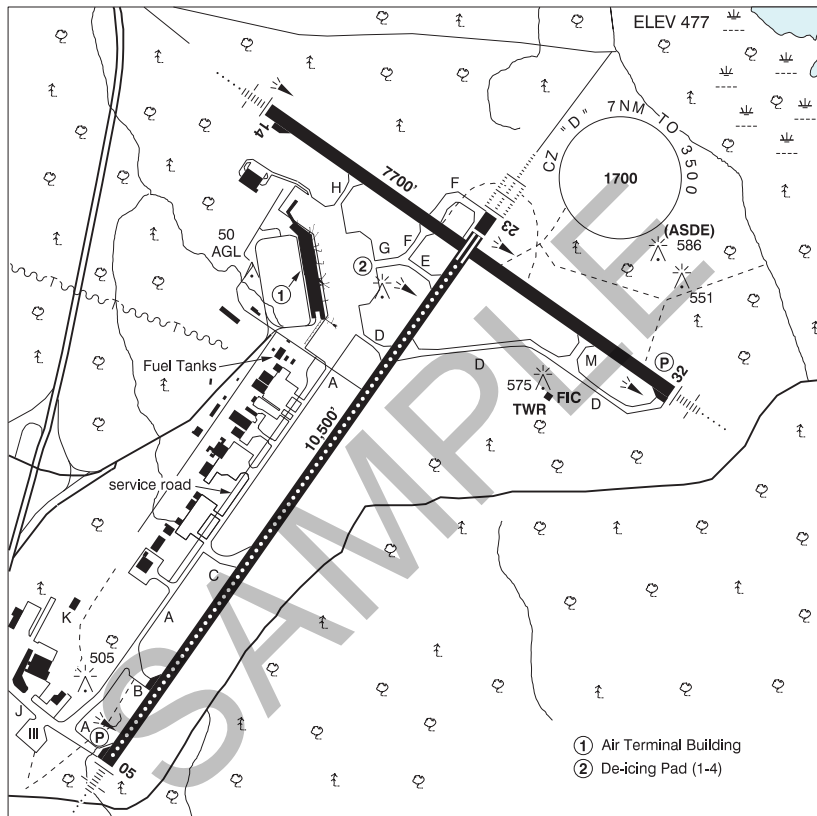 ELEV 477
CZ "D" 7 NM TO 3500
1700
14
7700'
F
23
(ASDE)
586
551
H
50
AGL
G
F
E
2
1
D
D
M
P
32
Fuel Tanks
A
575
FIC
TWR
D
10,500'
service road
C
K
A
505
B
J
III
A
P
05
SAMPLE
1 Air Terminal Building
2 De-icing Pad (1-4)
T T T T